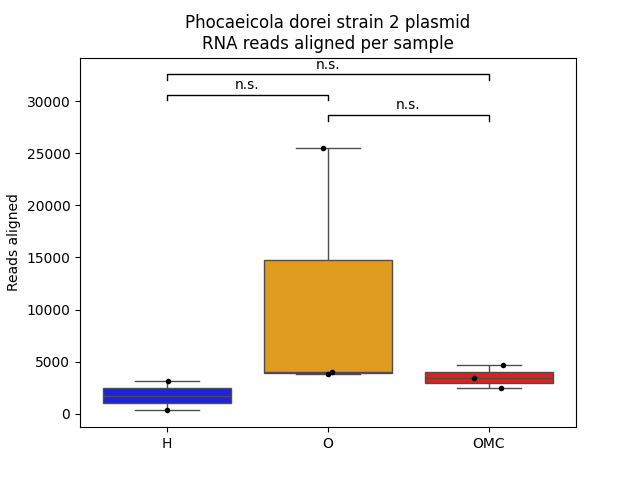 Phocaeicola dorei strain 2 plasmid
RNA reads aligned per sample
n.s.
n.s.
n.s.
Reads aligned
30000
25000
20000
15000
10000
5000
0
H
O
OMC